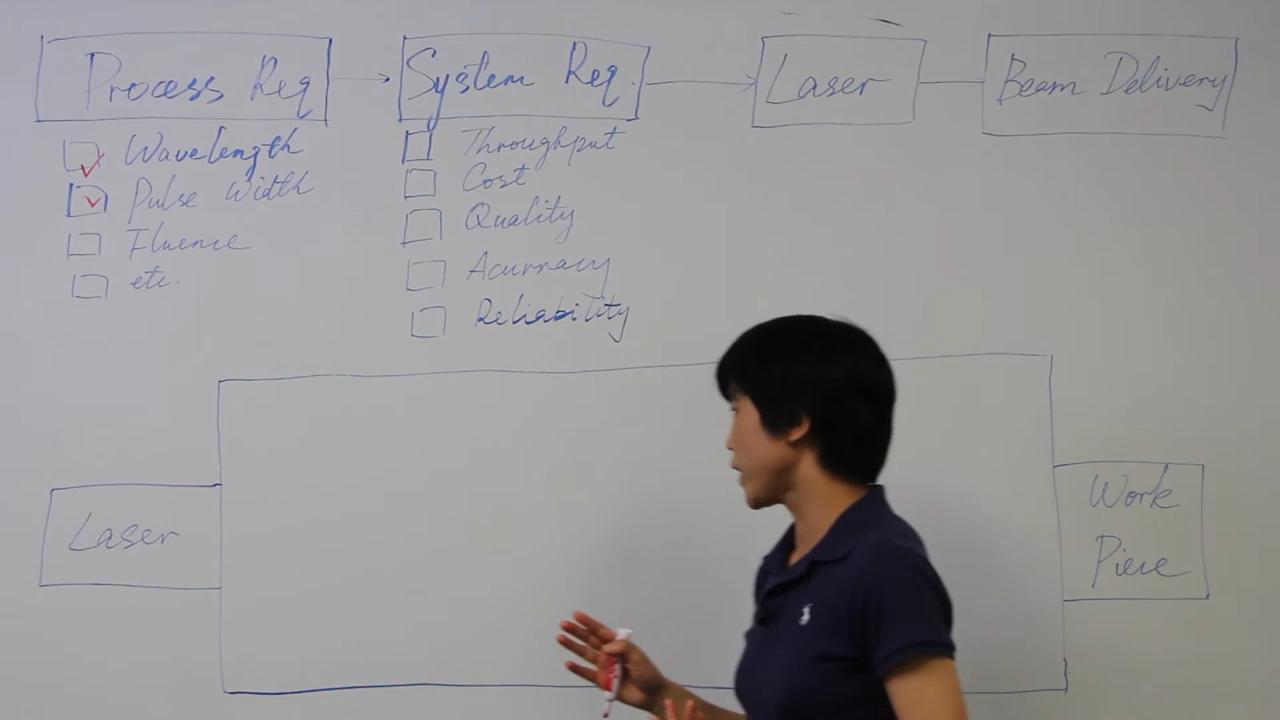 Process Req
System Req.
Laser
Beam Delivery
Wavelength
Pulse Width
Fluence
etc.
Throughput
Cost
Quality
Acurracy
Reliability
Laser
Work
Piece